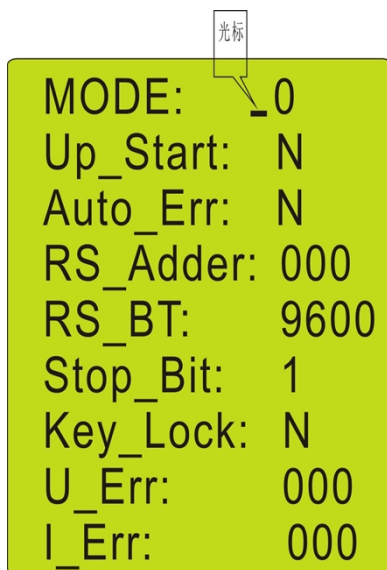 光标
MODE: _0
Up_Start: N
Auto_Err: N
RS_Adder: 000
RS_BT: 9600
Stop_Bit: 1
Key_Lock: N
U_Err: 000
I_Err: 000